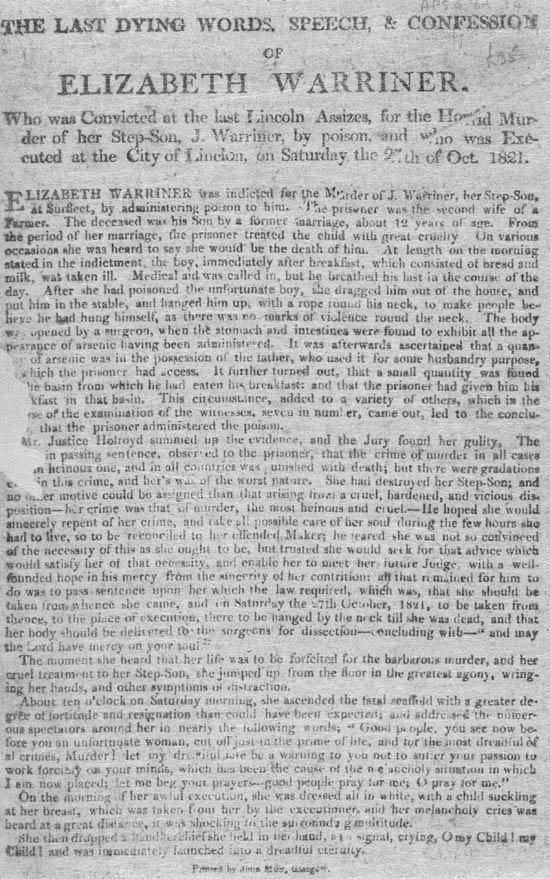 THE LAST DYING WORDS, SPEECH, & CONFESSION
OF
ELIZABETH WARRINER.
Who was Convicted at the last Lincoln Assizes, for the Horrid Mur-
der of her Step-Son, J. Warriner, by poison, and who was Exe-
cuted at the City of Lincoln, on Saturday, the 27th of Oct. 1821.
ELIZABETH WARRINER was indicted for the Murder of J. Warriner, her Step-Son,
at Surfleet, by administering poison to him. The prisoner was the second wife of a
Farmer. The deceased was his Son by a former marriage, about 12 years of age. From
the period of her marriage, the prisoner treated the child with great cruelty On various
occasions she was heard to say she would be the death of him. At length on the morning
stated in the indictment, the boy, immediately after breakfast, which consisted of bread and
milk, was taken ill. Medical aid was called in, but he breathed his last in the course of the
day. After she had poisoned the unfortunate boy, she dragged him out of the house, and
put him in the stable, and hanged him up, with a rope round his neck, to make people be-
lieve he had hung himself, as there was no marks of violence round the neck. The body
was opened by a surgeon, when the stomach and intestines were found to exhibit all the ap-
pearance of arsenic having been administered. It was afterwards ascertained that a quan-
of arsenic was in the possession of the father, who used it for some husbandry purpose,
which the prisoner had access. It further turned out, that a small quantity was found
the basin from which he had eaten his breakfast: and that the prisoner had given him his
kfast in that basin. This circumstance, added to a variety of others, which in the
rse of the examination of the witnesses, seven in number, came out, led to the conclu-
that the prisoner administered the poison.
Mr. Justice Holroyd summed up the evidence, and the Jury found her gulity, The
in passing sentence, observed to the prisoner, that the crime of murder in all cases
heinous one, and in all countries was punished with death; but there were gradations
in this crime, and her's was of the worst nature. She had destroyed her Step-Son; and
no other motive could be assigned than that arising from a cruel, hardened, and vicious dis-
position—her crime was that of murder, the most heinous and cruel.—He hoped she would
sincerely repent of her crime, and take all possible care of her soul during the few hours she
had to live, so to be reconciled to her offended Maker; he feared she was not so convinced
of the necessity of this as she ought to be, but trusted she would seek for that advice which
would satisfy her of that necessity, and enable her to meet her future Judge, with a well-
founded hope in his mercy from the sincerity of her contrition: all that remained for him to
do was to pass sentence upon her which the law required, which was, that she should be
taken from whence she came, and on Saturday the 27th October, 1821, to be taken from
thence, to the place of execution, there to be hanged by the neck till she was dead, and that
her body should be delivered to the surgeons for dissection—concluding with—“ and may
the Lord have mercy on your soul.”
The moment she heard that her life was to be forfeited for the barbarous murder, and her
cruel treatment to her Step-Son, she jumped up from the floor in the greatest agony, wring-
ing her hands, and other symptoms of distraction.
About ten o'clock on Saturday morning, she ascended the fatal scaffold with a greater de-
gree of fortitude and resignation than could have been expected; and addressed the numer-
ous spectators around her in nearly the following words; “ Good people, you see now be-
fore you an unfortunate woman, cut off just in the prime of life, and for the most dreadful of
al crimes, Murder! let my dreadful fate be a warning to you not to suffer your passion to
work forcibly on your minds, which has been the cause of the melancholy situation in which
I am now placed; let me beg your prayers—good people pray for me; O pray for me.”
On the morning of her awful execution, she was dressed all in white, with a child suckling
at her breast, which was taken from her by the executioner, and her melancholy cries was
heard at a great distance, it was shocking to the surrounding multitude.
She then dropped a handkerchief she held in her hand, as a signal, crying, O my Child! my
Child! and was immediately launched into a dreadful eternity.
Printed by John Muir, Glasgow.